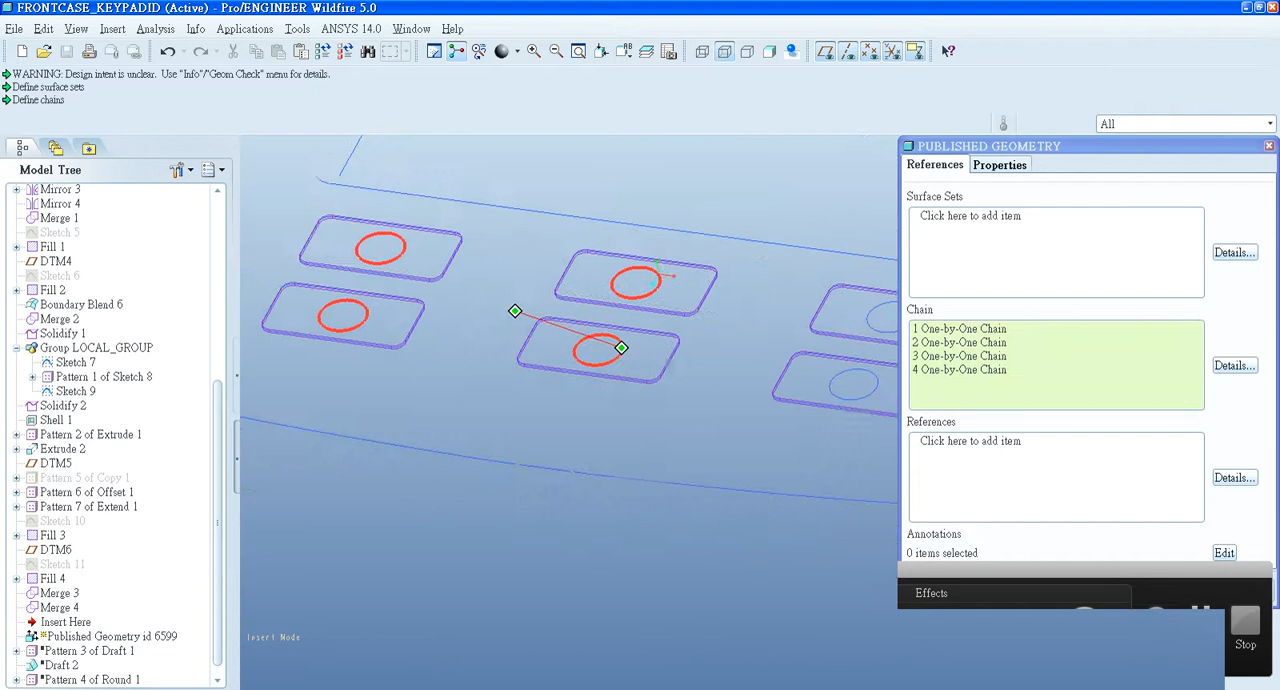 FRONTCASE_KEYPADID (Active) - Pro/ENGINEER Wildfire 5.0
File Edit View Insert Analysis Info Applications Tools ANSYS 14.0 Window Help
WARNING: Design intent is unclear. Use "Info"/"Geom Check" menu for details.
Define surface sets
Define chains
All
Model Tree
Mirror 3
Mirror 4
Merge 1
Sketch 5
Fill 1
DTM4
Sketch 6
Fill 2
Boundary Blend 6
Merge 2
Solidify 1
Group LOCAL_GROUP
Sketch 7
Pattern 1 of Sketch 8
Sketch 9
Solidify 2
Shell 1
Pattern 2 of Extrude 1
Extrude 2
DTM5
Pattern 5 of Copy 1
Pattern 6 of Offset 1
Pattern 7 of Extend 1
Sketch 10
Fill 3
DTM6
Sketch 11
Fill 4
Merge 3
Merge 4
Insert Here
*Published Geometry id 6599
Pattern 3 of Draft 1
Draft 2
Pattern 4 of Round 1
Insert Mode
PUBLISHED GEOMETRY
References Properties
Surface Sets
Click here to add item
Details...
Chain
1 One-by-One Chain
2 One-by-One Chain
3 One-by-One Chain
4 One-by-One Chain
Details...
References
Click here to add item
Details...
Annotations
0 items selected Edit
Effects
Stop